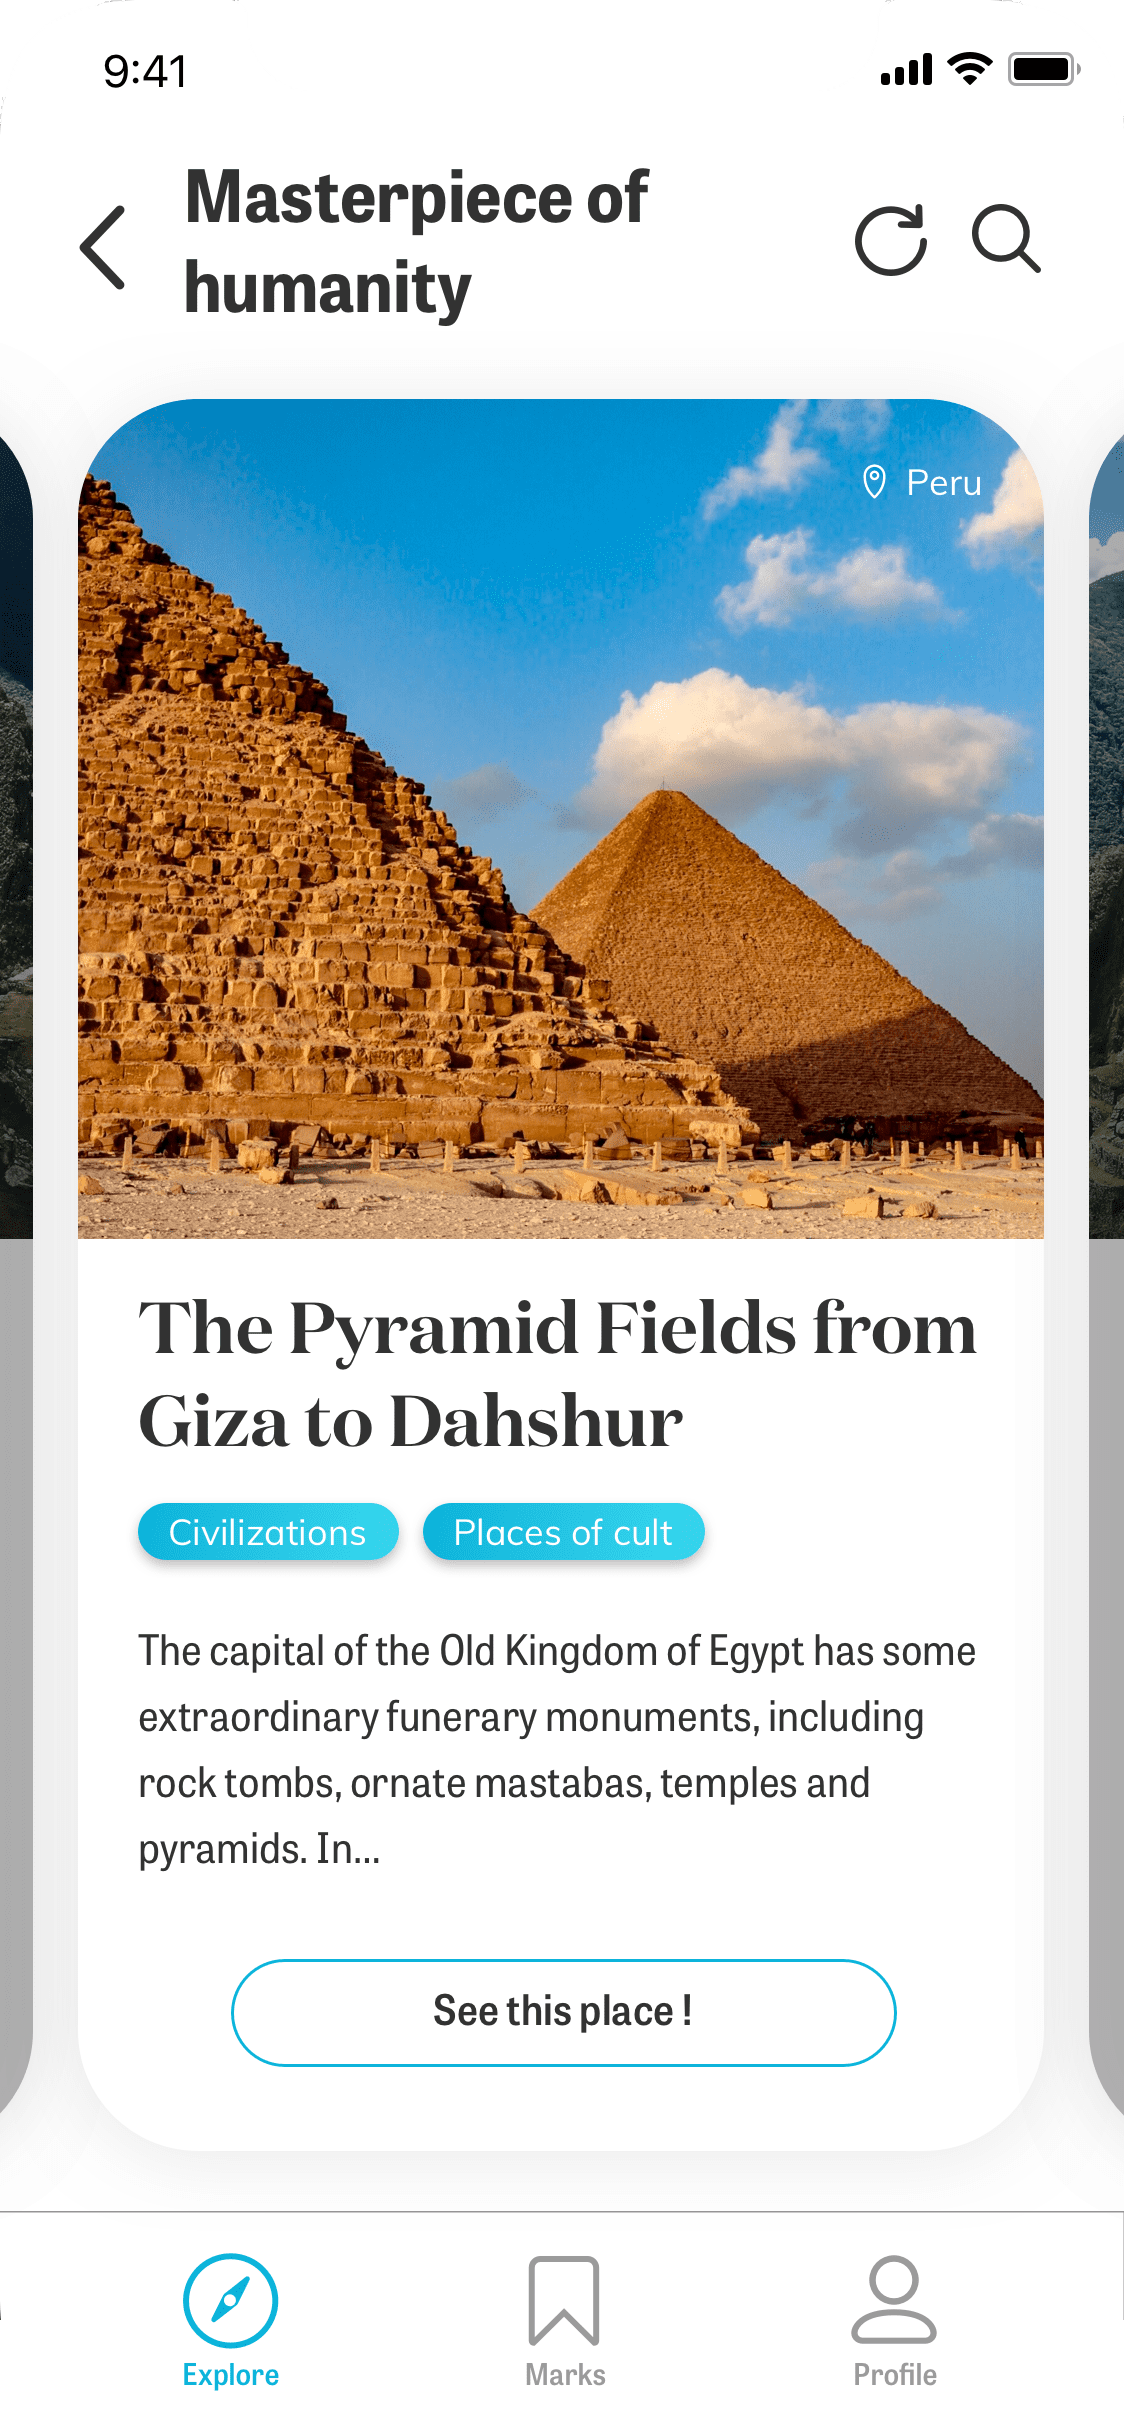 9:41
Masterpiece of
humanity
Peru
The Pyramid Fields from
Giza to Dahshur
Civilizations
Places of cult
The capital of the Old Kingdom of Egypt has some
extraordinary funerary monuments, including
rock tombs, ornate mastabas, temples and
pyramids. In...
See this place !
Explore
Marks
Profile